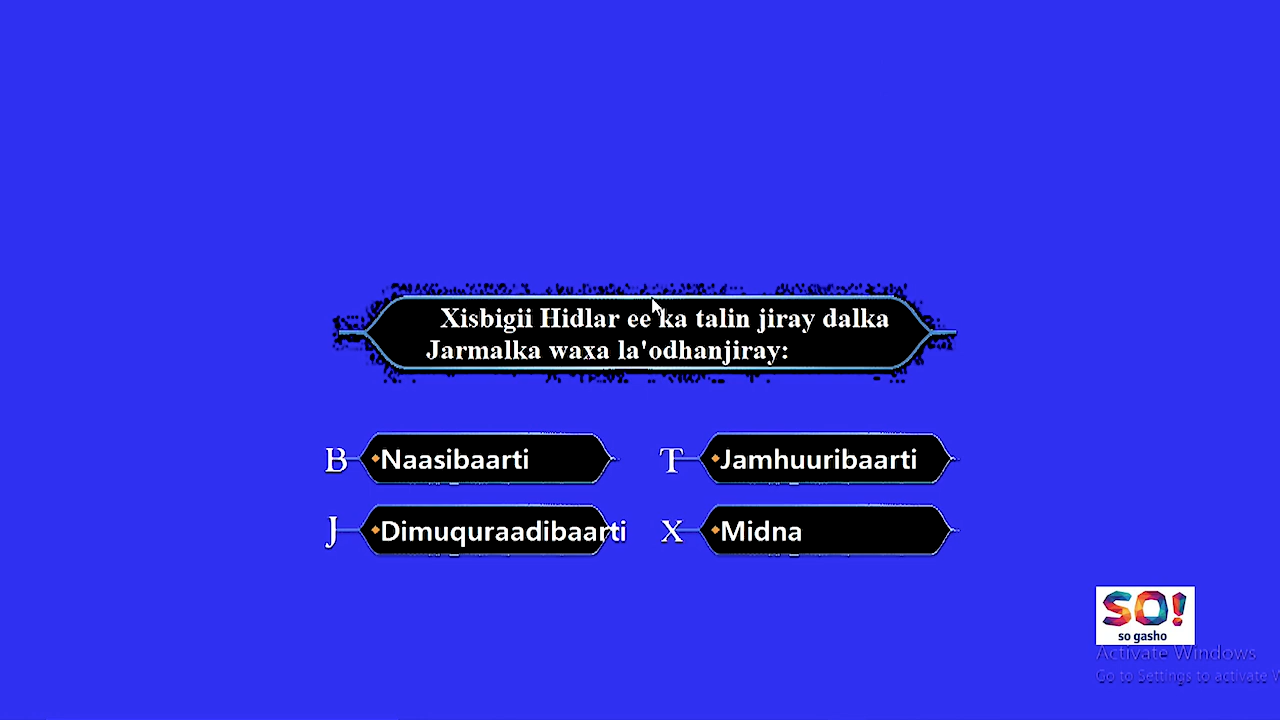 Xisbigii Hidlar ee ka talin jiray dalka
Jarmalka waxa la'odhanjiray:
B Naasibaarti
T Jamhuuribaarti
J Dimuquraadibaarti
X Midna
SO!
so gasho
Activate Windows
Go to Settings to activate W